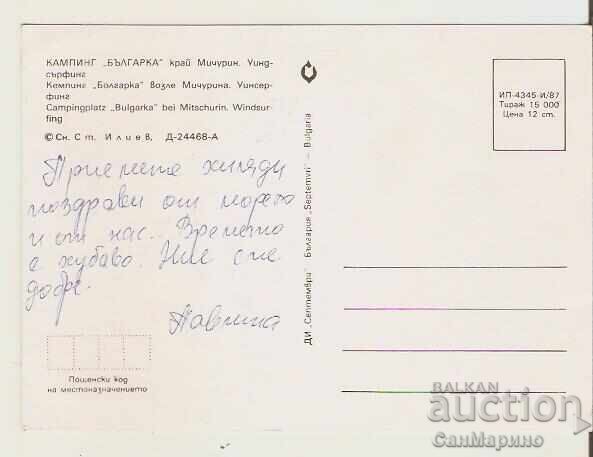 КАМПИНГ „БЪЛГАРКА" край Мичурин. Уинд-
сърфинг
Кемпинг „Болгарка" возле Мичурина. Уинсер-
финг
Campingplatz „Bulgarka" bei Mitschurin. Windsur-
fing
© Сн. Ст. Илиев, Д-24468-А
Приемете хиляди
поздрави от морето
и от нас.. Времето
е хубаво. Ние сме
добре.
Павлина
Пощенски код
на местоназначението
ДИ „Септември" България „Septemvri" – Bulgaria
ИП-4345-И/87
Тираж 15 000
Цена 12 ст.
BALKAN
auction
СанМарино